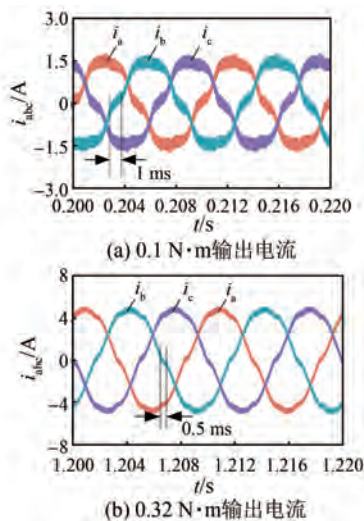 3.0
i_a i_b i_c
1.5
0
-1.5
-3.0
i_abc/A
1 ms
0.200 0.204 0.208 0.212 0.216 0.220
t/s
(a) 0.1 N·m输出电流
8
i_b i_c i_a
4
0
-4
-8
i_abc/A
0.5 ms
1.200 1.204 1.208 1.212 1.216 1.220
t/s
(b) 0.32 N·m输出电流